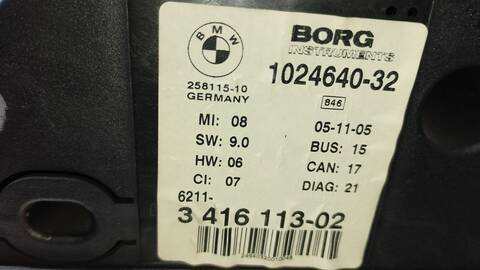 BMW
BORG
INSTRUMENTS
1024640-32
258115-10
GERMANY
846
MI: 08
05-11-05
SW: 9.0
BUS: 15
HW: 06
CAN: 17
CI: 07
DIAG: 21
6211-
3 416 113-02